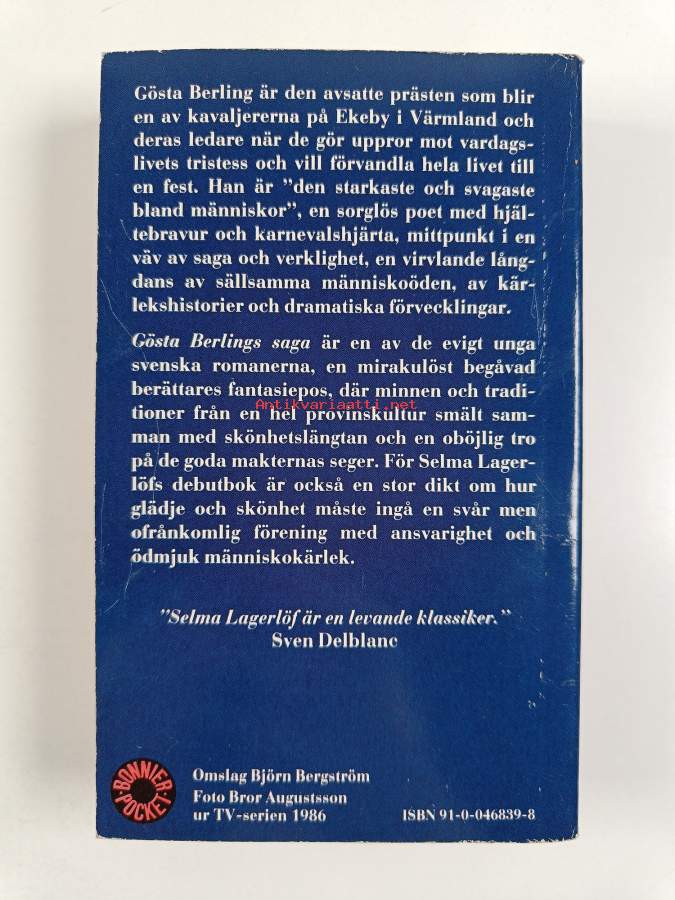 Gösta Berling är den avsatte prästen som blir
en av kavaljererna på Ekeby i Värmland och
deras ledare när de gör uppror mot vardags-
livets tristess och vill förvandla hela livet till
en fest. Han är ”den starkaste och svagaste
bland människor”, en sorglös poet med hjäl-
tebravur och karnevalshjärta, mittpunkt i en
väv av saga och verklighet, en virvlande lång-
dans av sällsamma människoöden, av kär-
lekshistorier och dramatiska förvecklingar.
Gösta Berlings saga är en av de evigt unga
svenska romanerna, en mirakulöst begåvad
berättares fantasiepos, där minnen och tradi-
Antikvariaatti.net
tioner från en hel provinskultur smält sam-
man med skönhetslängtan och en oböjlig tro
på de goda makternas seger. För Selma Lager-
löfs debutbok är också en stor dikt om hur
glädje och skönhet måste ingå en svår men
ofrånkomlig förening med ansvarighet och
ödmjuk människokärlek.
”Selma Lagerlöf är en levande klassiker.”
Sven Delblanc
BONNIER
POCKET
Omslag Björn Bergström
Foto Bror Augustsson
ur TV-serien 1986
ISBN 91-0-046839-8